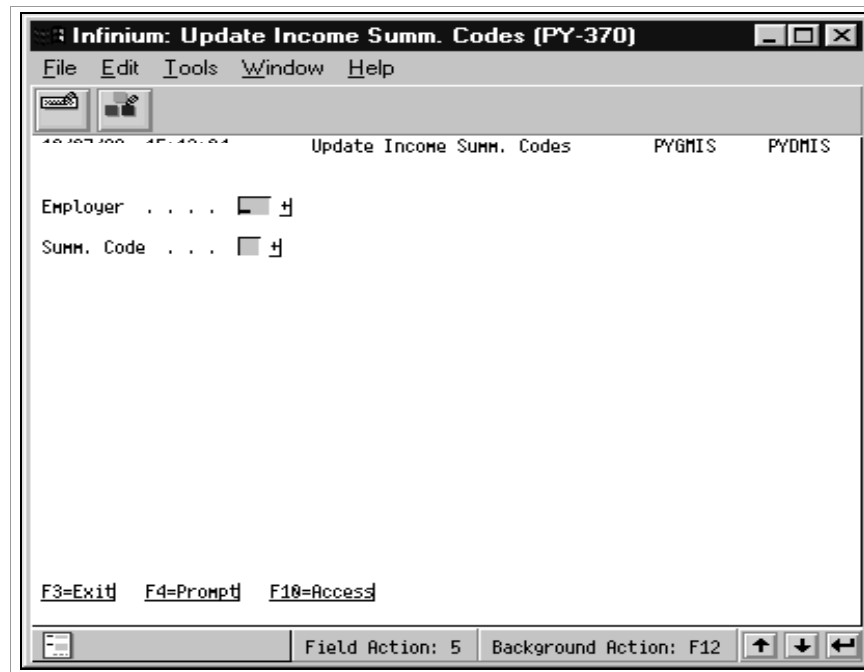 Infinium: Update Income Summ. Codes (PY-370)
File Edit Tools Window Help
Update Income Summ. Codes PYGMIS PYDMIS
Employer . . . .
Summ. Code . . .
F3=Exit F4=Prompt F10=Access
Field Action: 5 Background Action: F12